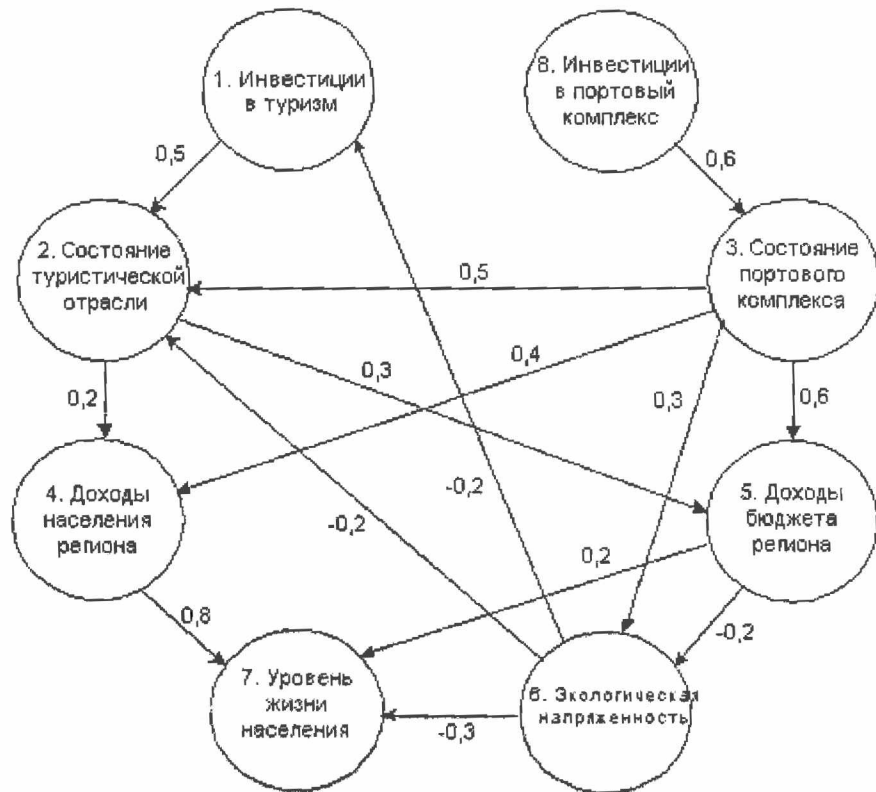 1. Инвестиции
в туризм
8. Инвестиции
в портовый
комплекс
0,5
0,6
2. Состояние
туристической
отрасли
3. Состояние
портового
комплекса
0,5
0,4
0,3
0,2
0,3
0,6
4. Доходы
населения
региона
-0,2
-0,2
5. Доходы
бюджета
региона
0,2
0,8
-0,2
7. Уровень
жизни
населения
6. Экологическая
напряженность
-0,3